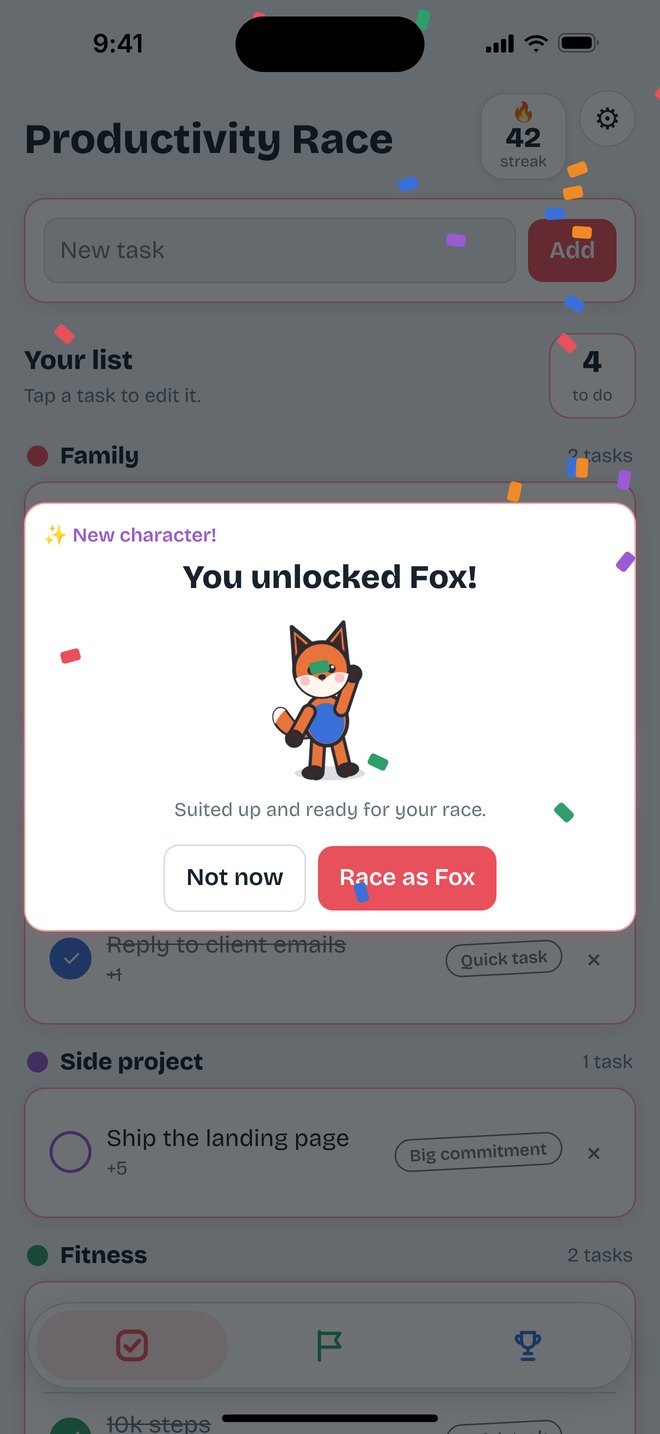 9:41
Productivity Race
42
streak
New task
Add
Your list
Tap a task to edit it.
4
to do
Family
2 tasks
✨ New character!
You unlocked Fox!
Suited up and ready for your race.
Not now
Race as Fox
Reply to client emails
+1
Quick task
Side project
1 task
Ship the landing page
+5
Big commitment
Fitness
2 tasks
10k steps